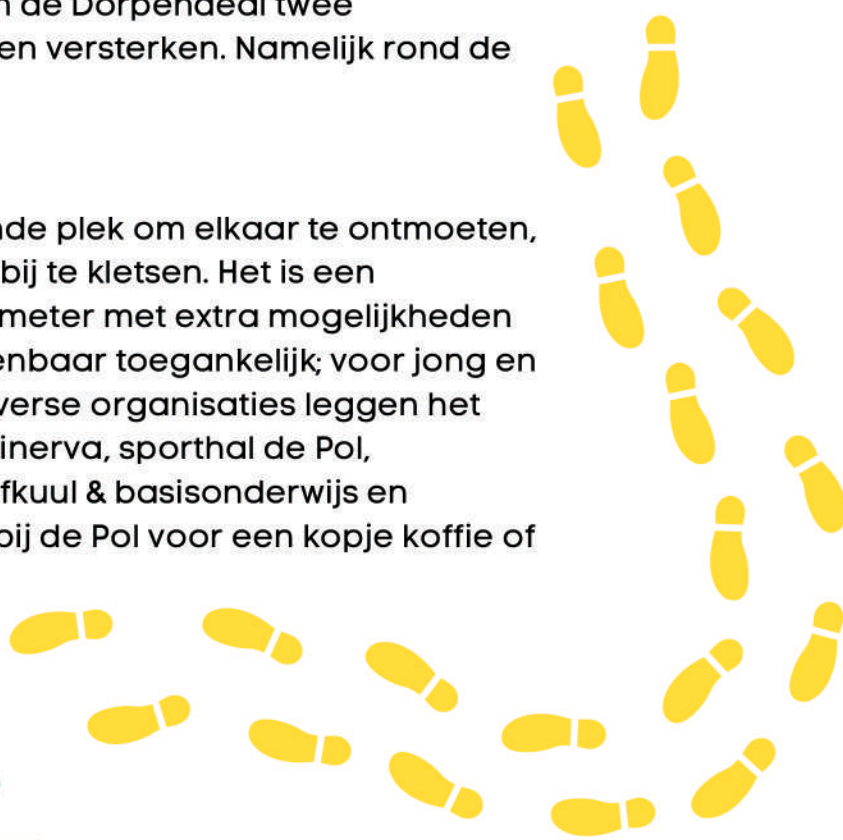 de Dorpendeal twee
en versterken. Namelijk rond de
nde plek om elkaar te ontmoeten,
bij te kletsen. Het is een
meter met extra mogelijkheden
enbaar toegankelijk; voor jong en
verse organisaties leggen het
inerva, sporthal de Pol,
fkuul & basisonderwijs en
bij de Pol voor een kopje koffie of